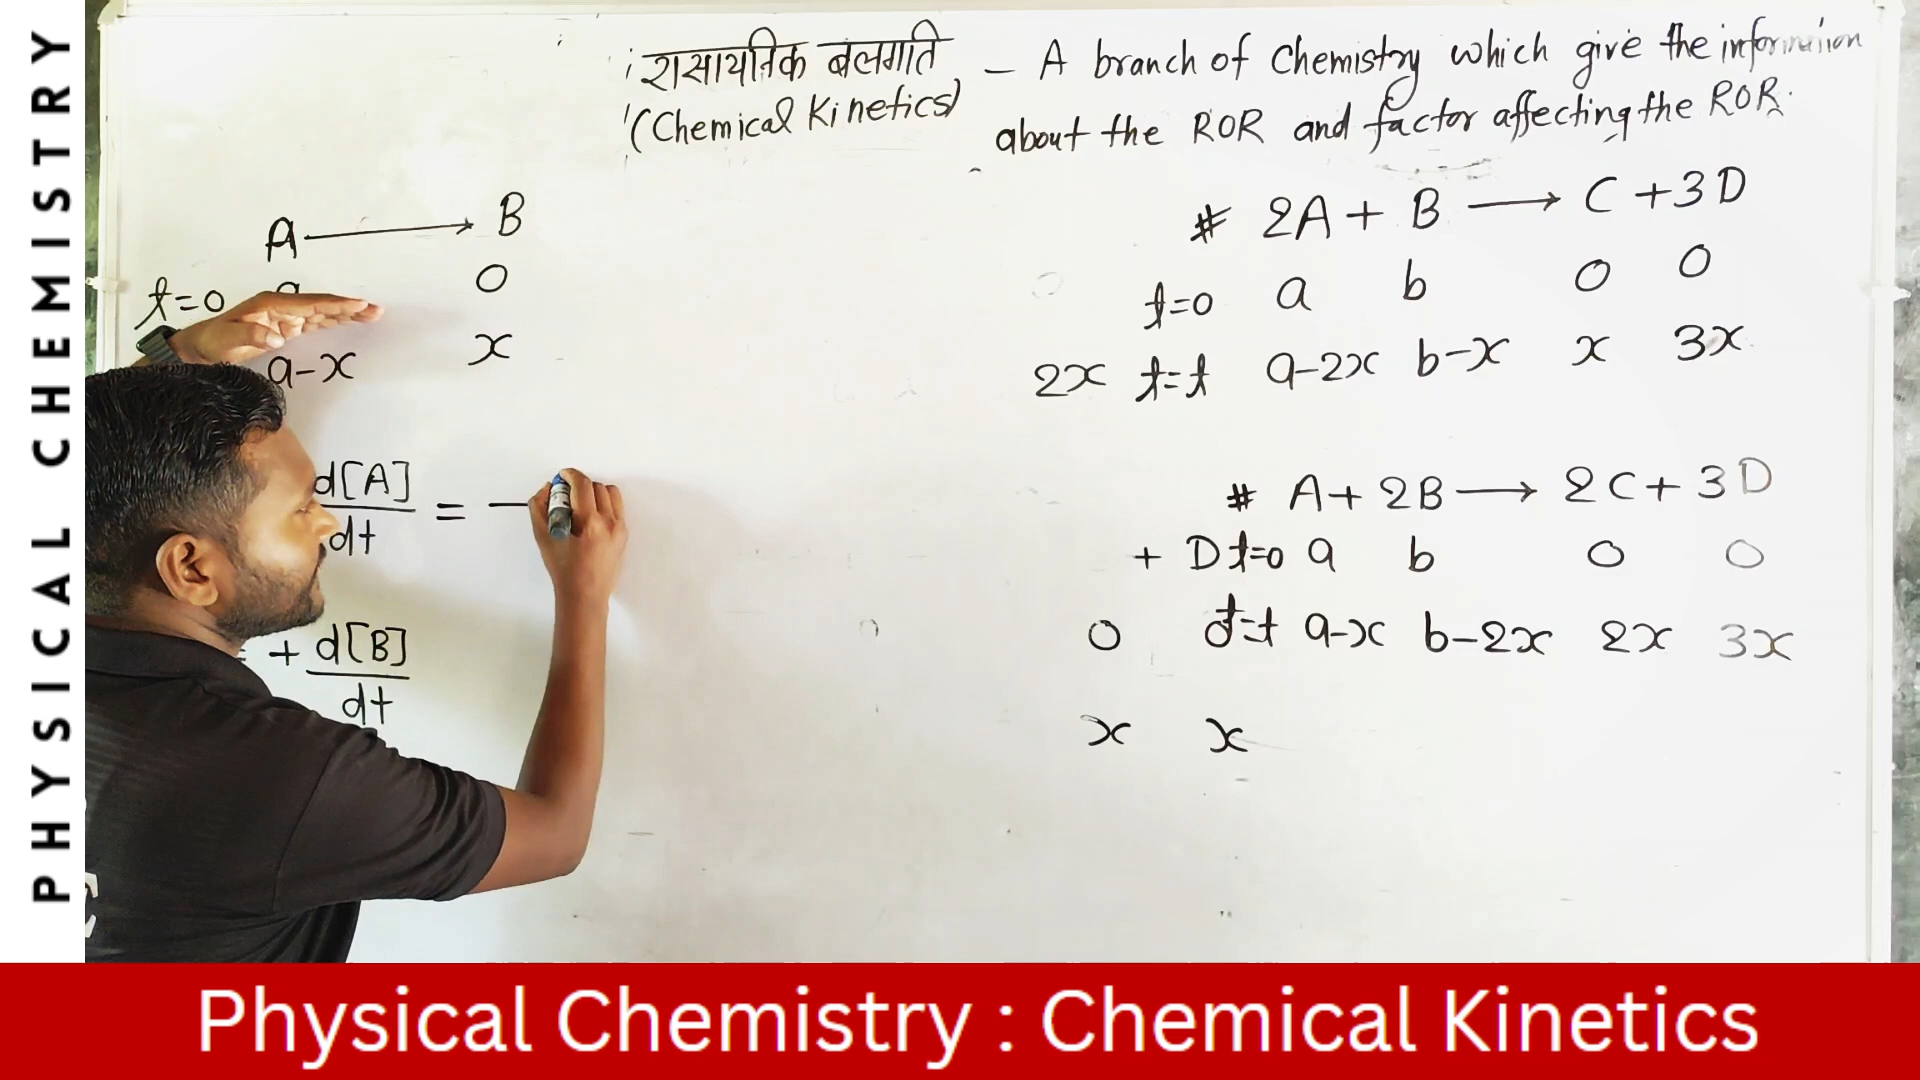 PHYSICAL CHEMISTRY
रासायनिक बलगति
(Chemical Kinetics)
– A branch of Chemistry which give the information
about the ROR and factor affecting the ROR.
A ⟶ B
t=0 0
a-x x
d[A]/dt = –
+ d[B]/dt
# 2A + B ⟶ C + 3D
t=0 a b 0 0
2x t=t a-2x b-x x 3x
# A + 2B ⟶ 2C + 3D
+ D t=0 a b 0 0
0 t=t a-x b-2x 2x 3x
x x
Physical Chemistry : Chemical Kinetics